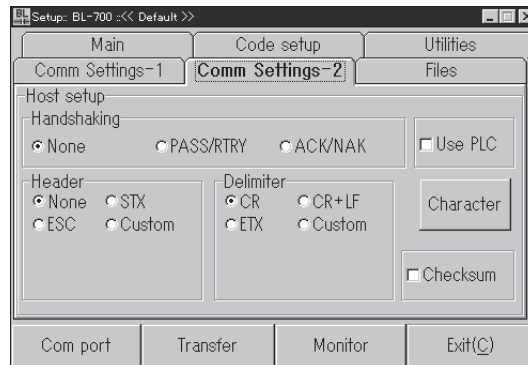 Setup:: BL-700 ::<< Default >>
Main Code setup Utilities
Comm Settings-1 Comm Settings-2 Files
Host setup
Handshaking
None PASS/RTRY ACK/NAK Use PLC
Header Delimiter
None STX CR CR+LF Character
ESC Custom ETX Custom
Checksum
Com port Transfer Monitor Exit(C)